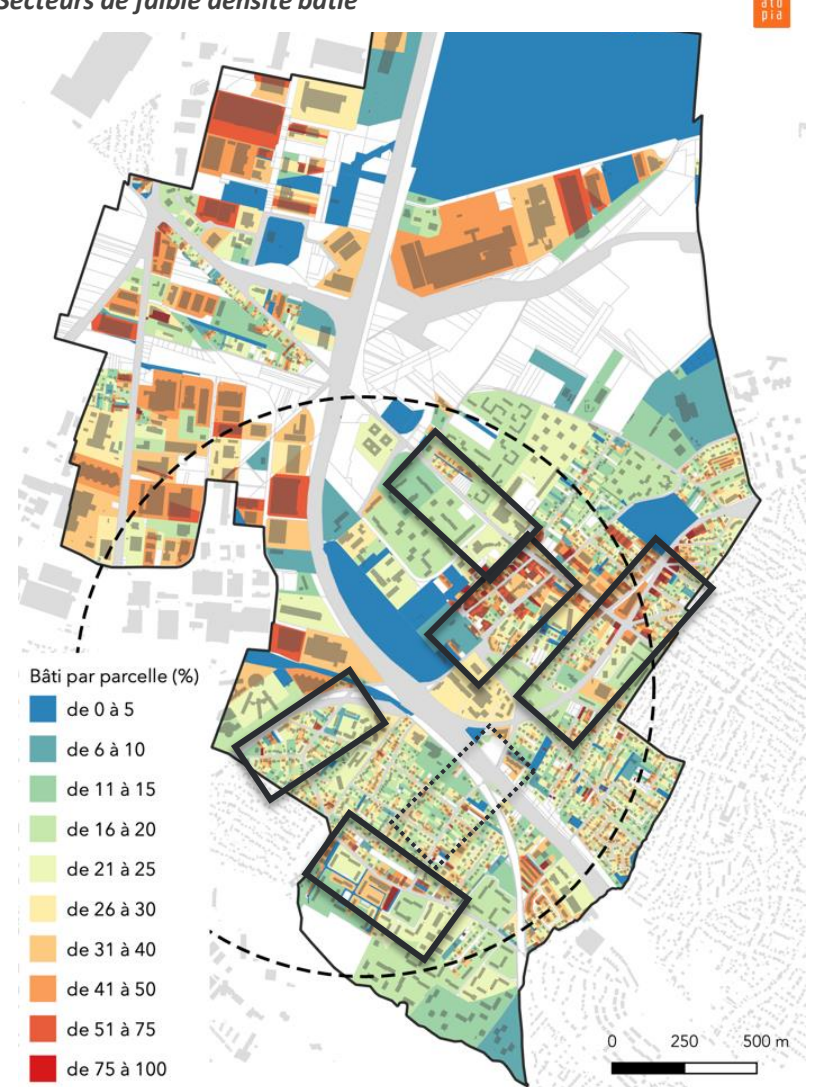 Secteurs de faible densité bâtie
ato
pia
Bâti par parcelle (%)
de 0 à 5
de 6 à 10
de 11 à 15
de 16 à 20
de 21 à 25
de 26 à 30
de 31 à 40
de 41 à 50
de 51 à 75
de 75 à 100
0 250 500 m